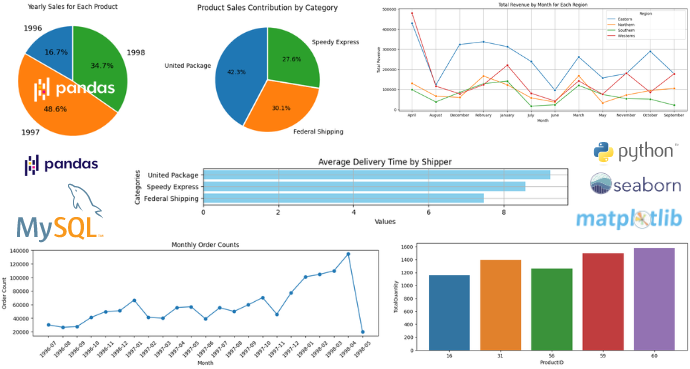 Yearly Sales for Each Product
1996
16.7%
34.7%
1998
pandas
48.6%
1997
Product Sales Contribution by Category
Speedy Express
United Package
27.6%
42.3%
30.1%
Federal Shipping
Total Revenue by Month for Each Region
Region
Eastern
Northern
Southern
Westerns
Total Revenue
500000
400000
300000
200000
100000
0
April
August
December
February
January
July
June
March
May
November
October
September
Month
pandas
MySQL
Average Delivery Time by Shipper
Categories
United Package
Speedy Express
Federal Shipping
0 2 4 6 8
Values
python
seaborn
matplotlib
Monthly Order Counts
Order Count
140000
120000
100000
80000
60000
40000
20000
1996-07
1996-08
1996-09
1996-10
1996-11
1996-12
1997-01
1997-02
1997-03
1997-04
1997-05
1997-06
1997-07
1997-08
1997-09
1997-10
1997-11
1997-12
1998-01
1998-02
1998-03
1998-04
1998-05
Month
TotalQuantity
1600
1400
1200
1000
800
600
400
200
0
16 31 56 59 60
ProductID